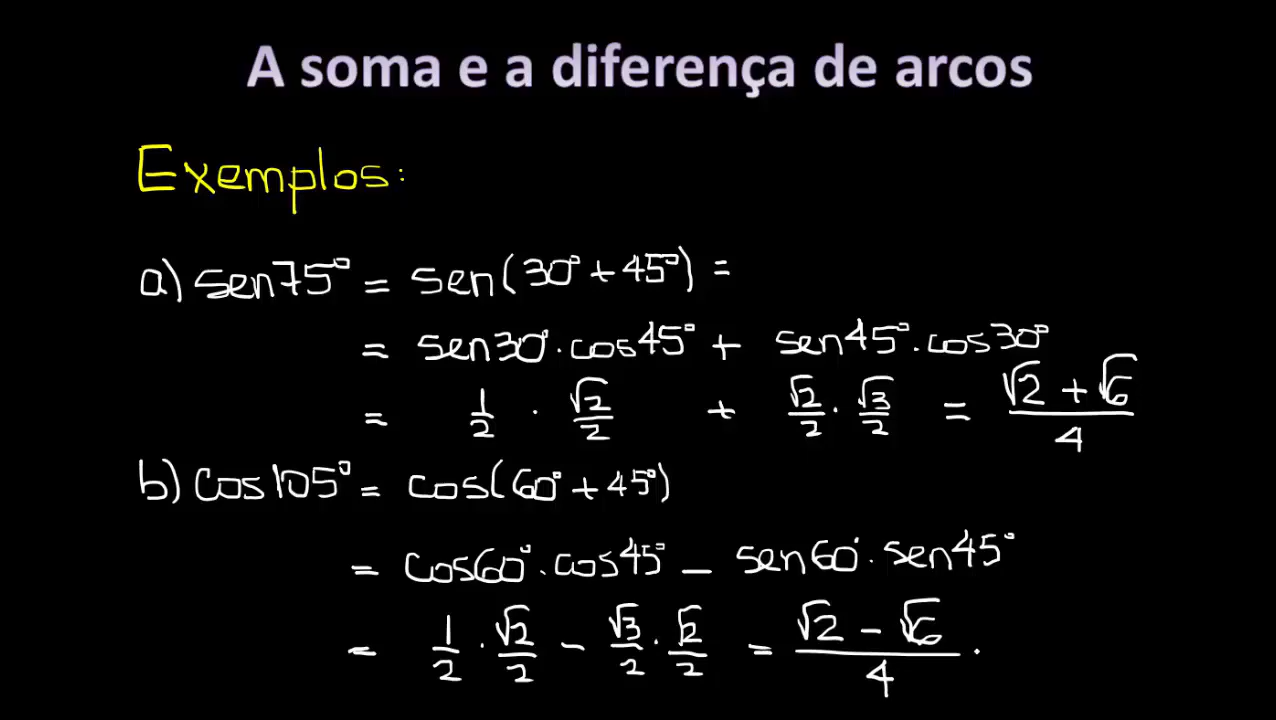 A soma e a diferença de arcos
Exemplos:
a) sen75° = sen(30° + 45°) =
= sen30° · cos45° + sen45° · cos30°
= 1/2 · √2/2 + √2/2 · √3/2 = (√2 + √6)/4
b) cos105° = cos(60° + 45°)
= cos60° · cos45° − sen60° · sen45°
= 1/2 · √2/2 − √3/2 · √2/2 = (√2 − √6)/4 .